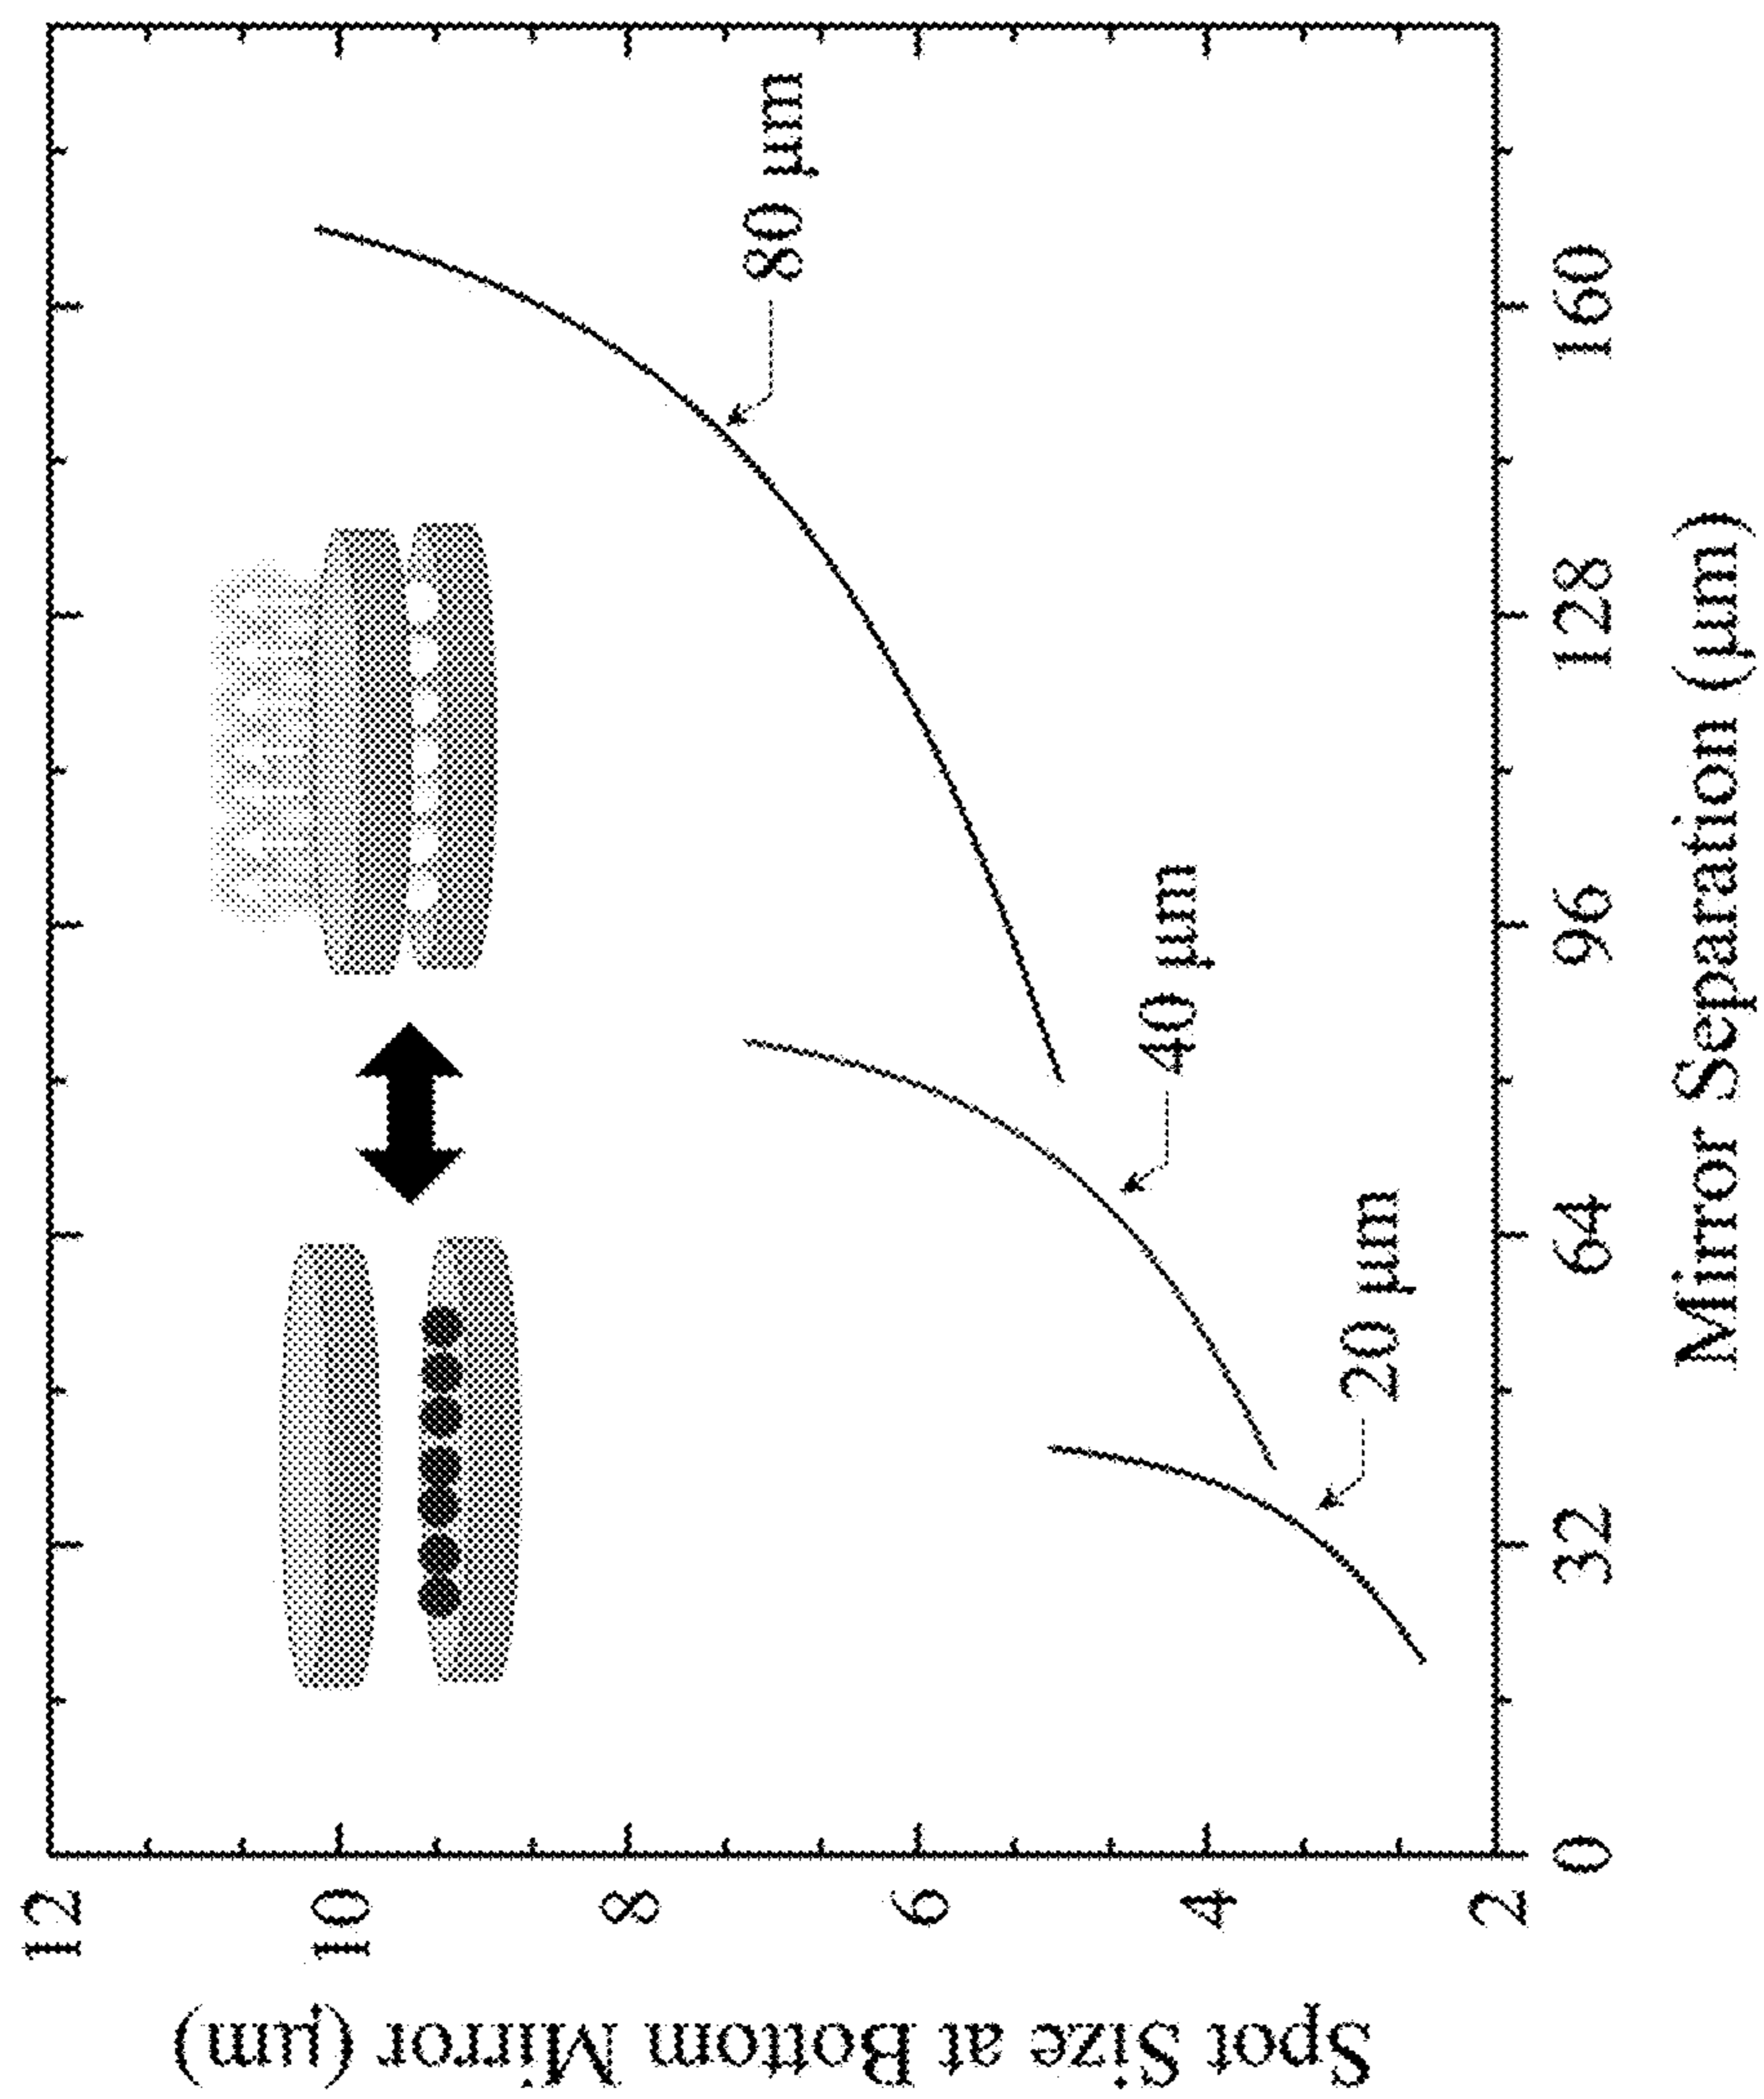 Spot Size at Bottom Mirror (µm)
12
10
8
6
4
2
80 µm
40 µm
20 µm
0
32
64
96
128
160
Mirror Separation (µm)